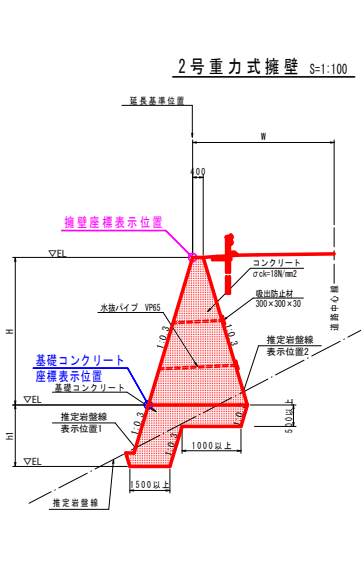 2号重力式擁壁 S=1:100
延長基準位置
W
400
擁壁座標表示位置
▽EL
コンクリート
σck=18N/mm2
吸出防止材
300×300×30
水抜パイプ VP65
道路中心線
H
1:0.3
1:0.3
推定岩盤線
表示位置2
基礎コンクリート
座標表示位置
基礎コンクリート
▽EL
推定岩盤線
表示位置1
1:0.3
1:0.3
500以上
h1
1000以上
▽EL
1500以上
推定岩盤線